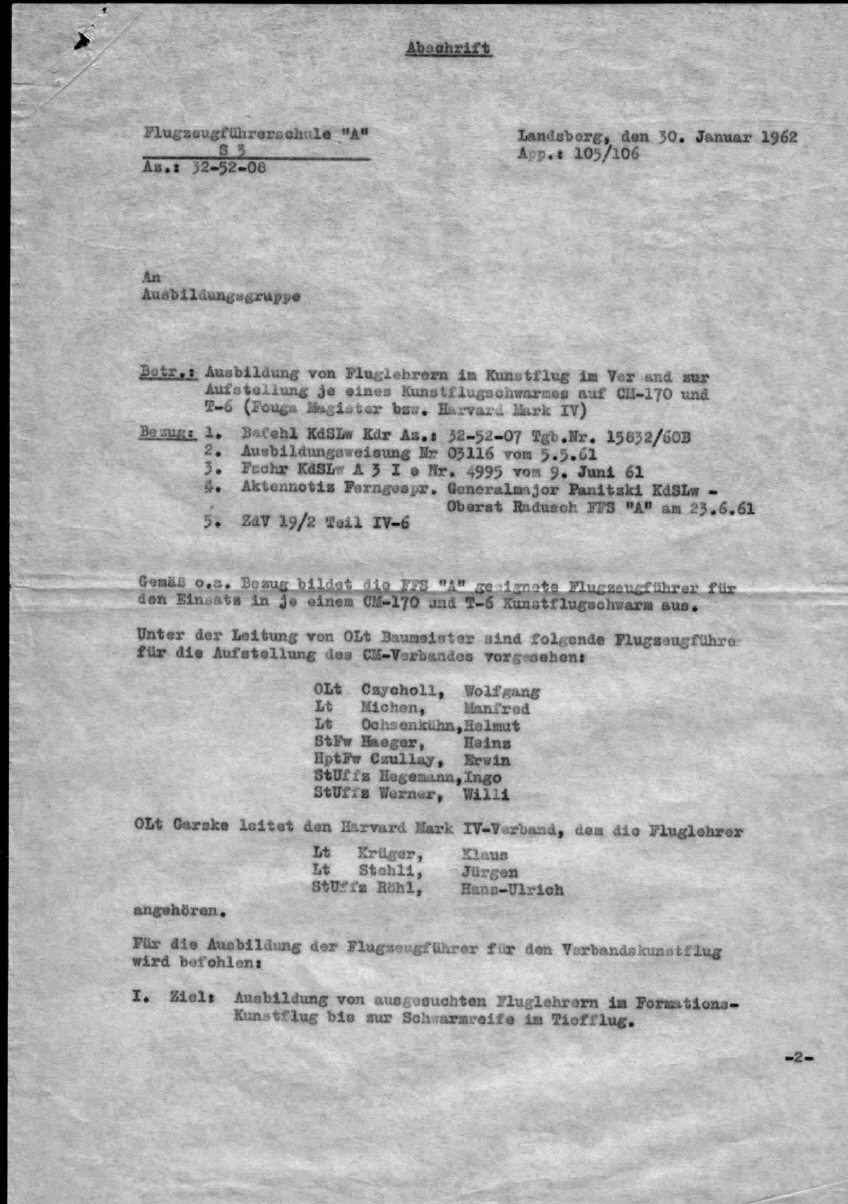 Abschrift
Flugzeugführerschule "A"
S 3
Az.: 32-52-08
Landsberg, den 30. Januar 1962
App.: 105/106
An
Ausbildungsgruppe
Betr.: Ausbildung von Fluglehrern im Kunstflug im Ver and zur
Aufstellung je eines Kunstflugschwarmes auf CM-170 und
T-6 (Fouga Magister bzw. Harvard Mark IV)
Bezug: 1. Befehl KdSLw Kdr Az.: 32-52-07 Tgb.Nr. 15832/60B
2. Ausbildungsweisung Nr 03116 vom 5.5.61
3. Fschr KdSLw A 3 I e Nr. 4995 vom 9. Juni 61
4. Aktennotiz Ferngespr. Generalmajor Panitzki KdSLw -
Oberst Radusch FFS "A" am 23.6.61
5. ZdV 19/2 Teil IV-6
Gemäß o.a. Bezug bildet die FFS "A" geeignete Flugzeugführer für
den Einsatz in je einem CM-170 und T-6 Kunstflugschwarm aus.
Unter der Leitung von OLt Baumeister sind folgende Flugzeugführe
für die Aufstellung des CM-Verbandes vorgesehen:
OLt Czycholl, Wolfgang
Lt Michen, Manfred
Lt Ochsenkühn, Helmut
StFw Haeger, Heinz
HptFw Czullay, Erwin
StUffz Hegemann, Ingo
StUffz Werner, Willi
OLt Garske leitet den Harvard Mark IV-Verband, dem die Fluglehrer
Lt Krüger, Klaus
Lt Stehli, Jürgen
StUffz Röhl, Hans-Ulrich
angehören.
Für die Ausbildung der Flugzeugführer für den Verbandskunstflug
wird befohlen:
I. Ziel: Ausbildung von ausgesuchten Fluglehrern im Formations-
Kunstflug bis zur Schwarmreife im Tiefflug.
-2-